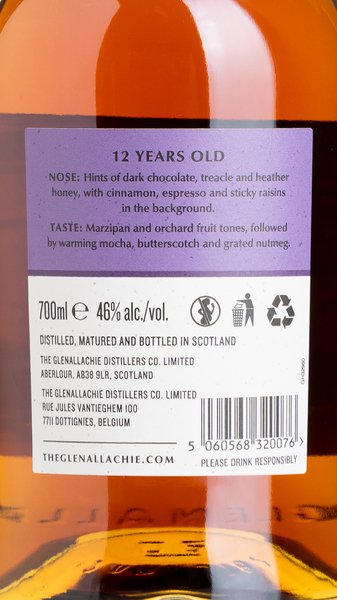 12 YEARS OLD
NOSE: Hints of dark chocolate, treacle and heather
honey, with cinnamon, espresso and sticky raisins
in the background.
TASTE: Marzipan and orchard fruit tones, followed
by warming mocha, butterscotch and grated nutmeg.
700ml e 46% alc./vol.
DISTILLED, MATURED AND BOTTLED IN SCOTLAND
THE GLENALLACHIE DISTILLERS CO. LIMITED
ABERLOUR, AB38 9LR, SCOTLAND
THE GLENALLACHIE DISTILLERS CO. LIMITED
RUE JULES VANTIEGHEM 100
7711 DOTTIGNIES, BELGIUM
5 060568 320076 >
THEGLENALLACHIE.COM
PLEASE DRINK RESPONSIBLY